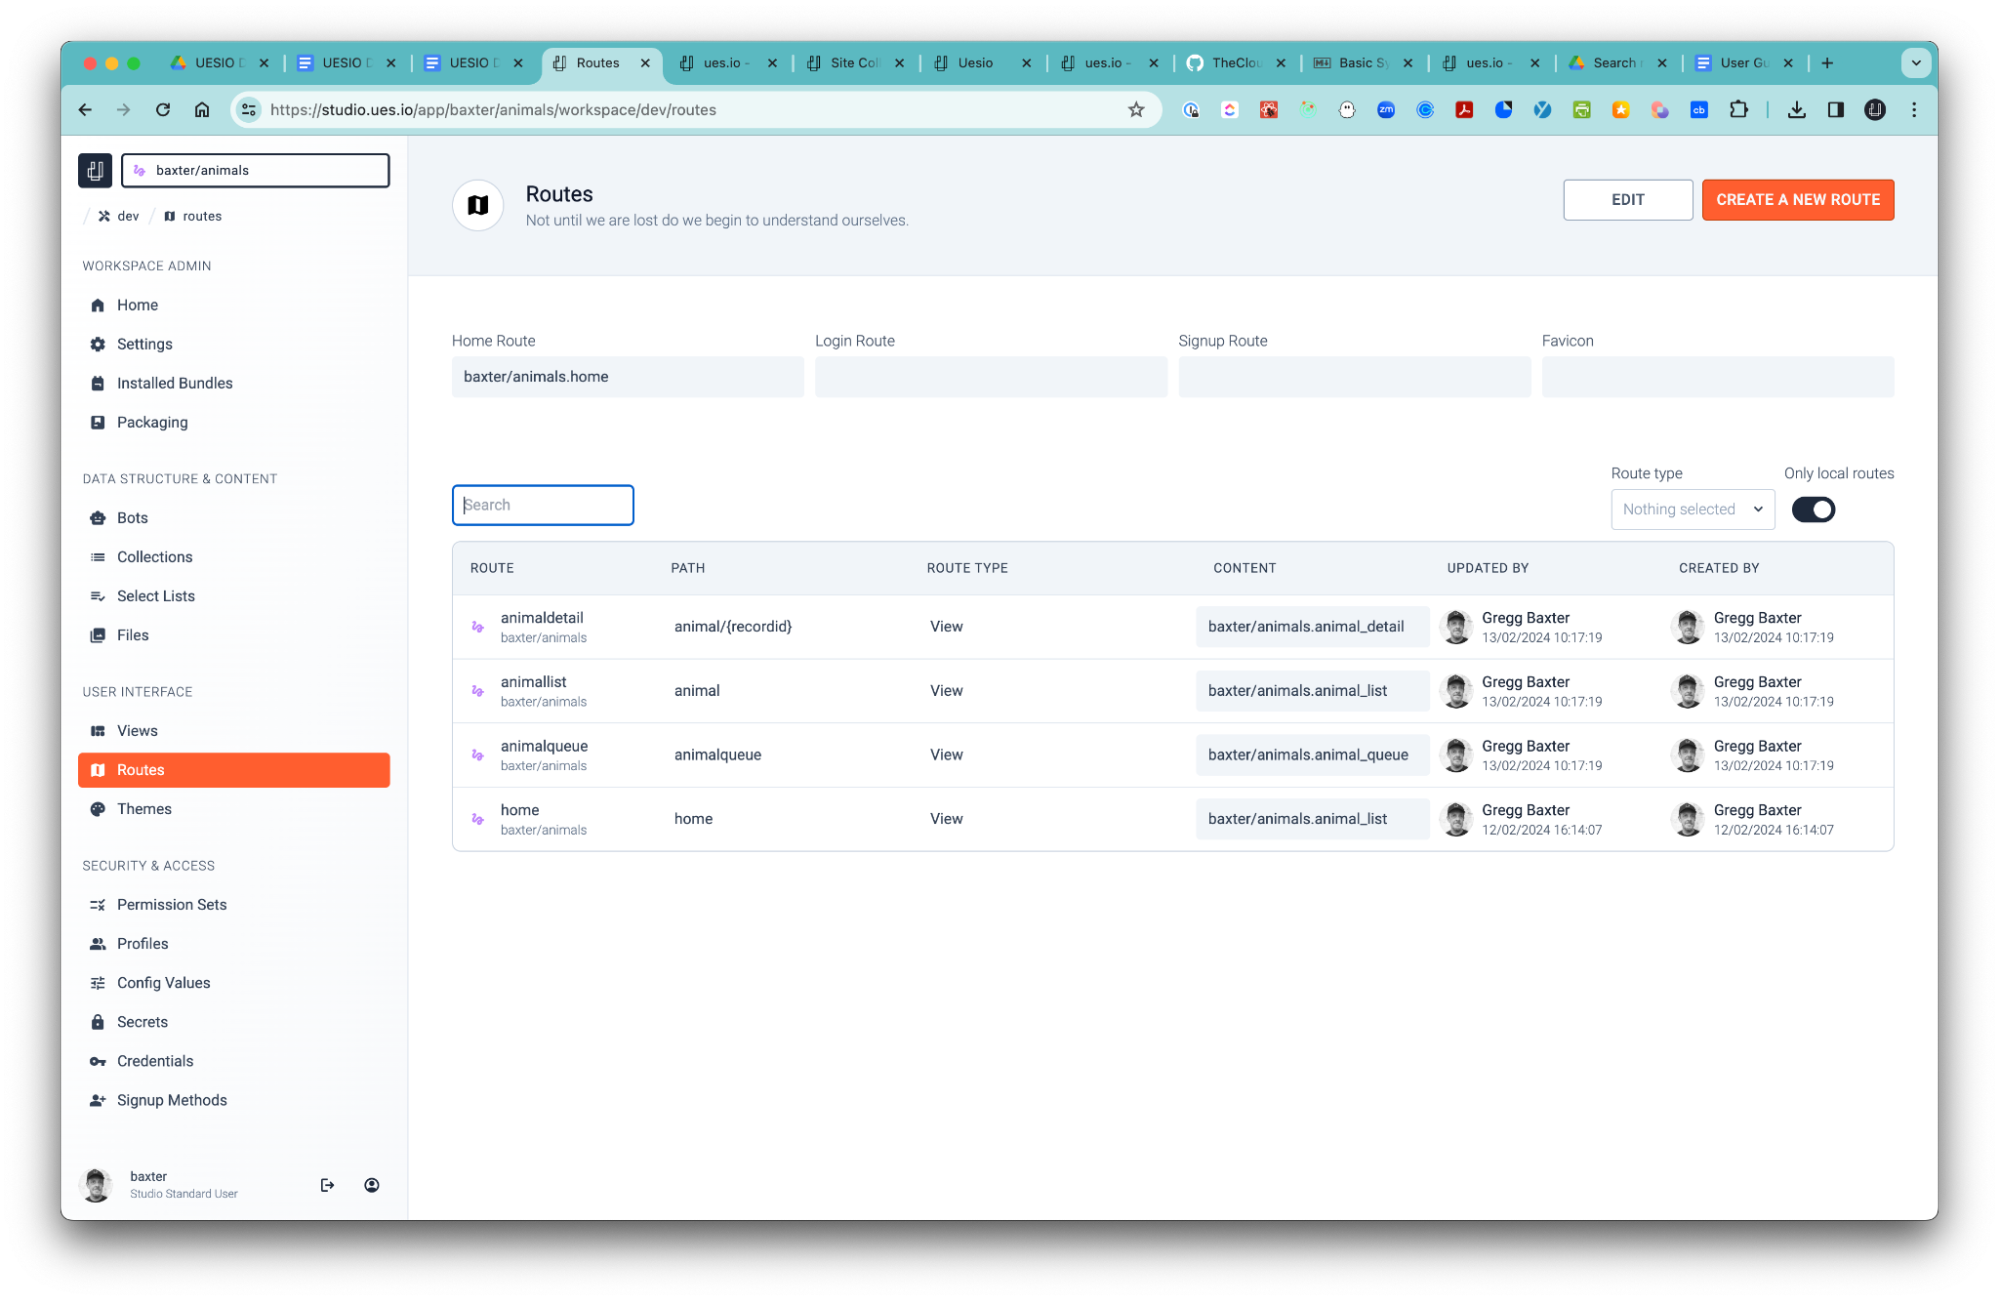 UESIO D
UESIO D
UESIO D
Routes
ues.io -
Site Coll
Uesio
ues.io -
TheClou
Basic Sy
ues.io -
Search r
User Gu
https://studio.ues.io/app/baxter/animals/workspace/dev/routes
zm
cb
baxter/animals
/ dev / routes
WORKSPACE ADMIN
Home
Settings
Installed Bundles
Packaging
DATA STRUCTURE & CONTENT
Bots
Collections
Select Lists
Files
USER INTERFACE
Views
Routes
Themes
SECURITY & ACCESS
Permission Sets
Profiles
Config Values
Secrets
Credentials
Signup Methods
baxter
Studio Standard User
Routes
Not until we are lost do we begin to understand ourselves.
EDIT
CREATE A NEW ROUTE
Home Route
baxter/animals.home
Login Route
Signup Route
Favicon
Search
Route type
Nothing selected
Only local routes
ROUTE PATH ROUTE TYPE CONTENT UPDATED BY CREATED BY
animaldetail animal/{recordid} View baxter/animals.animal_detail Gregg Baxter Gregg Baxter
baxter/animals 13/02/2024 10:17:19 13/02/2024 10:17:19
animallist animal View baxter/animals.animal_list Gregg Baxter Gregg Baxter
baxter/animals 13/02/2024 10:17:19 13/02/2024 10:17:19
animalqueue animalqueue View baxter/animals.animal_queue Gregg Baxter Gregg Baxter
baxter/animals 13/02/2024 10:17:19 13/02/2024 10:17:19
home home View baxter/animals.animal_list Gregg Baxter Gregg Baxter
baxter/animals 12/02/2024 16:14:07 12/02/2024 16:14:07